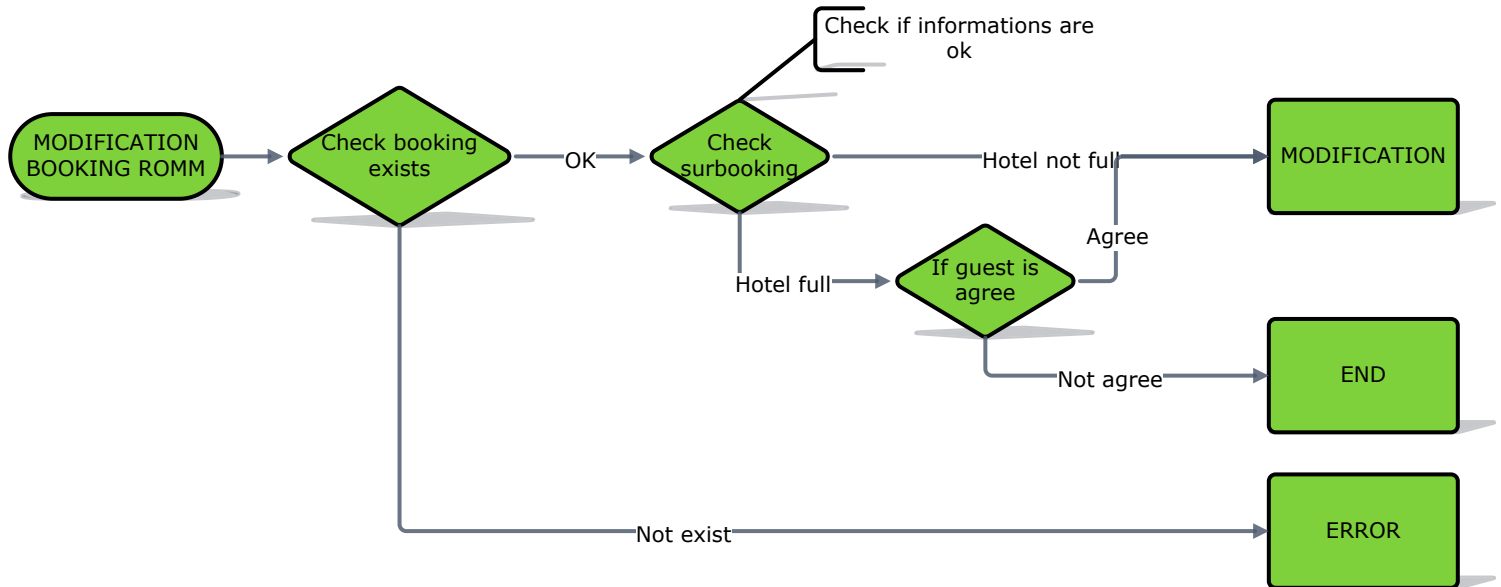 Check if informations are
ok
MODIFICATION
BOOKING ROMM
Check booking
exists
OK
Check
surbooking
Hotel not full
MODIFICATION
Agree
If guest is
agree
Hotel full
Not agree
END
Not exist
ERROR